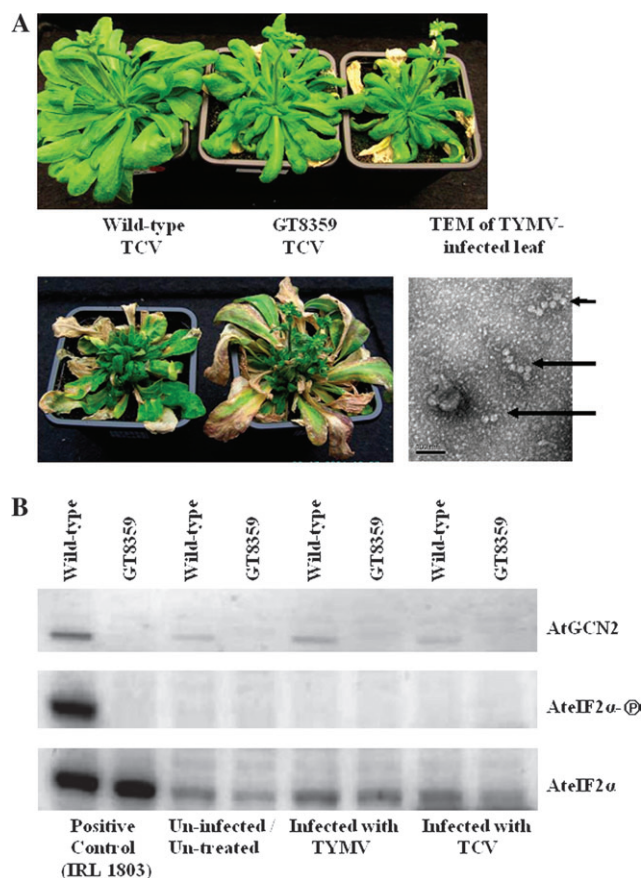 A
Wild-type
TCV
GT8359
TCV
TEM of TYMV-
infected leaf
B
Wild-type
GT8359
Wild-type
GT8359
Wild-type
GT8359
Wild-type
GT8359
AtGCN2
AteIF2α-Ⓟ
AteIF2α
Positive
Control
(IRL 1803)
Un-infected /
Un-treated
Infected with
TYMV
Infected with
TCV